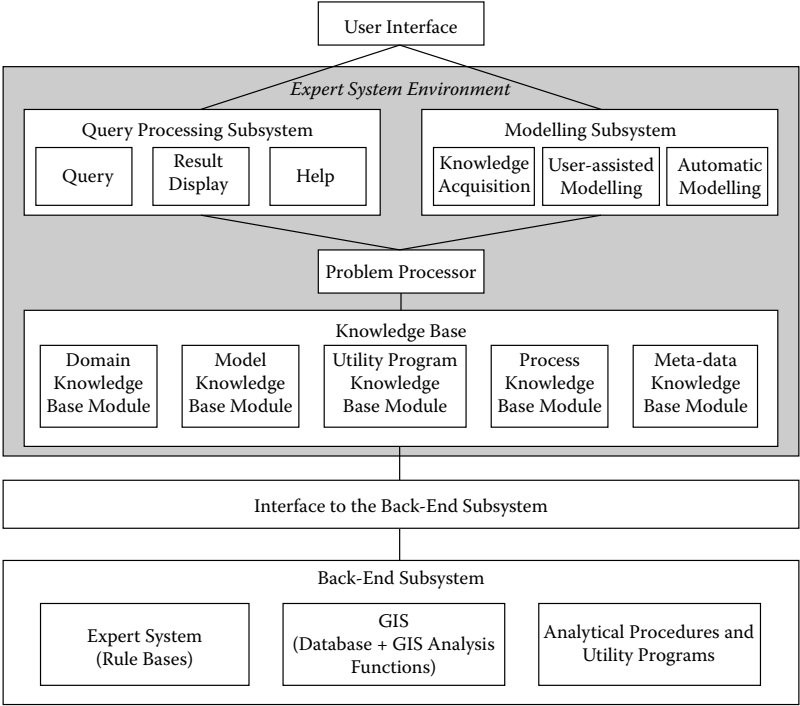 User Interface
Expert System Environment
Query Processing Subsystem
Query
Result
Display
Help
Modelling Subsystem
Knowledge
Acquisition
User-assisted
Modelling
Automatic
Modelling
Problem Processor
Knowledge Base
Domain
Knowledge
Base Module
Model
Knowledge
Base Module
Utility Program
Knowledge
Base Module
Process
Knowledge
Base Module
Meta-data
Knowledge
Base Module
Interface to the Back-End Subsystem
Back-End Subsystem
Expert System
(Rule Bases)
GIS
(Database + GIS Analysis
Functions)
Analytical Procedures and
Utility Programs